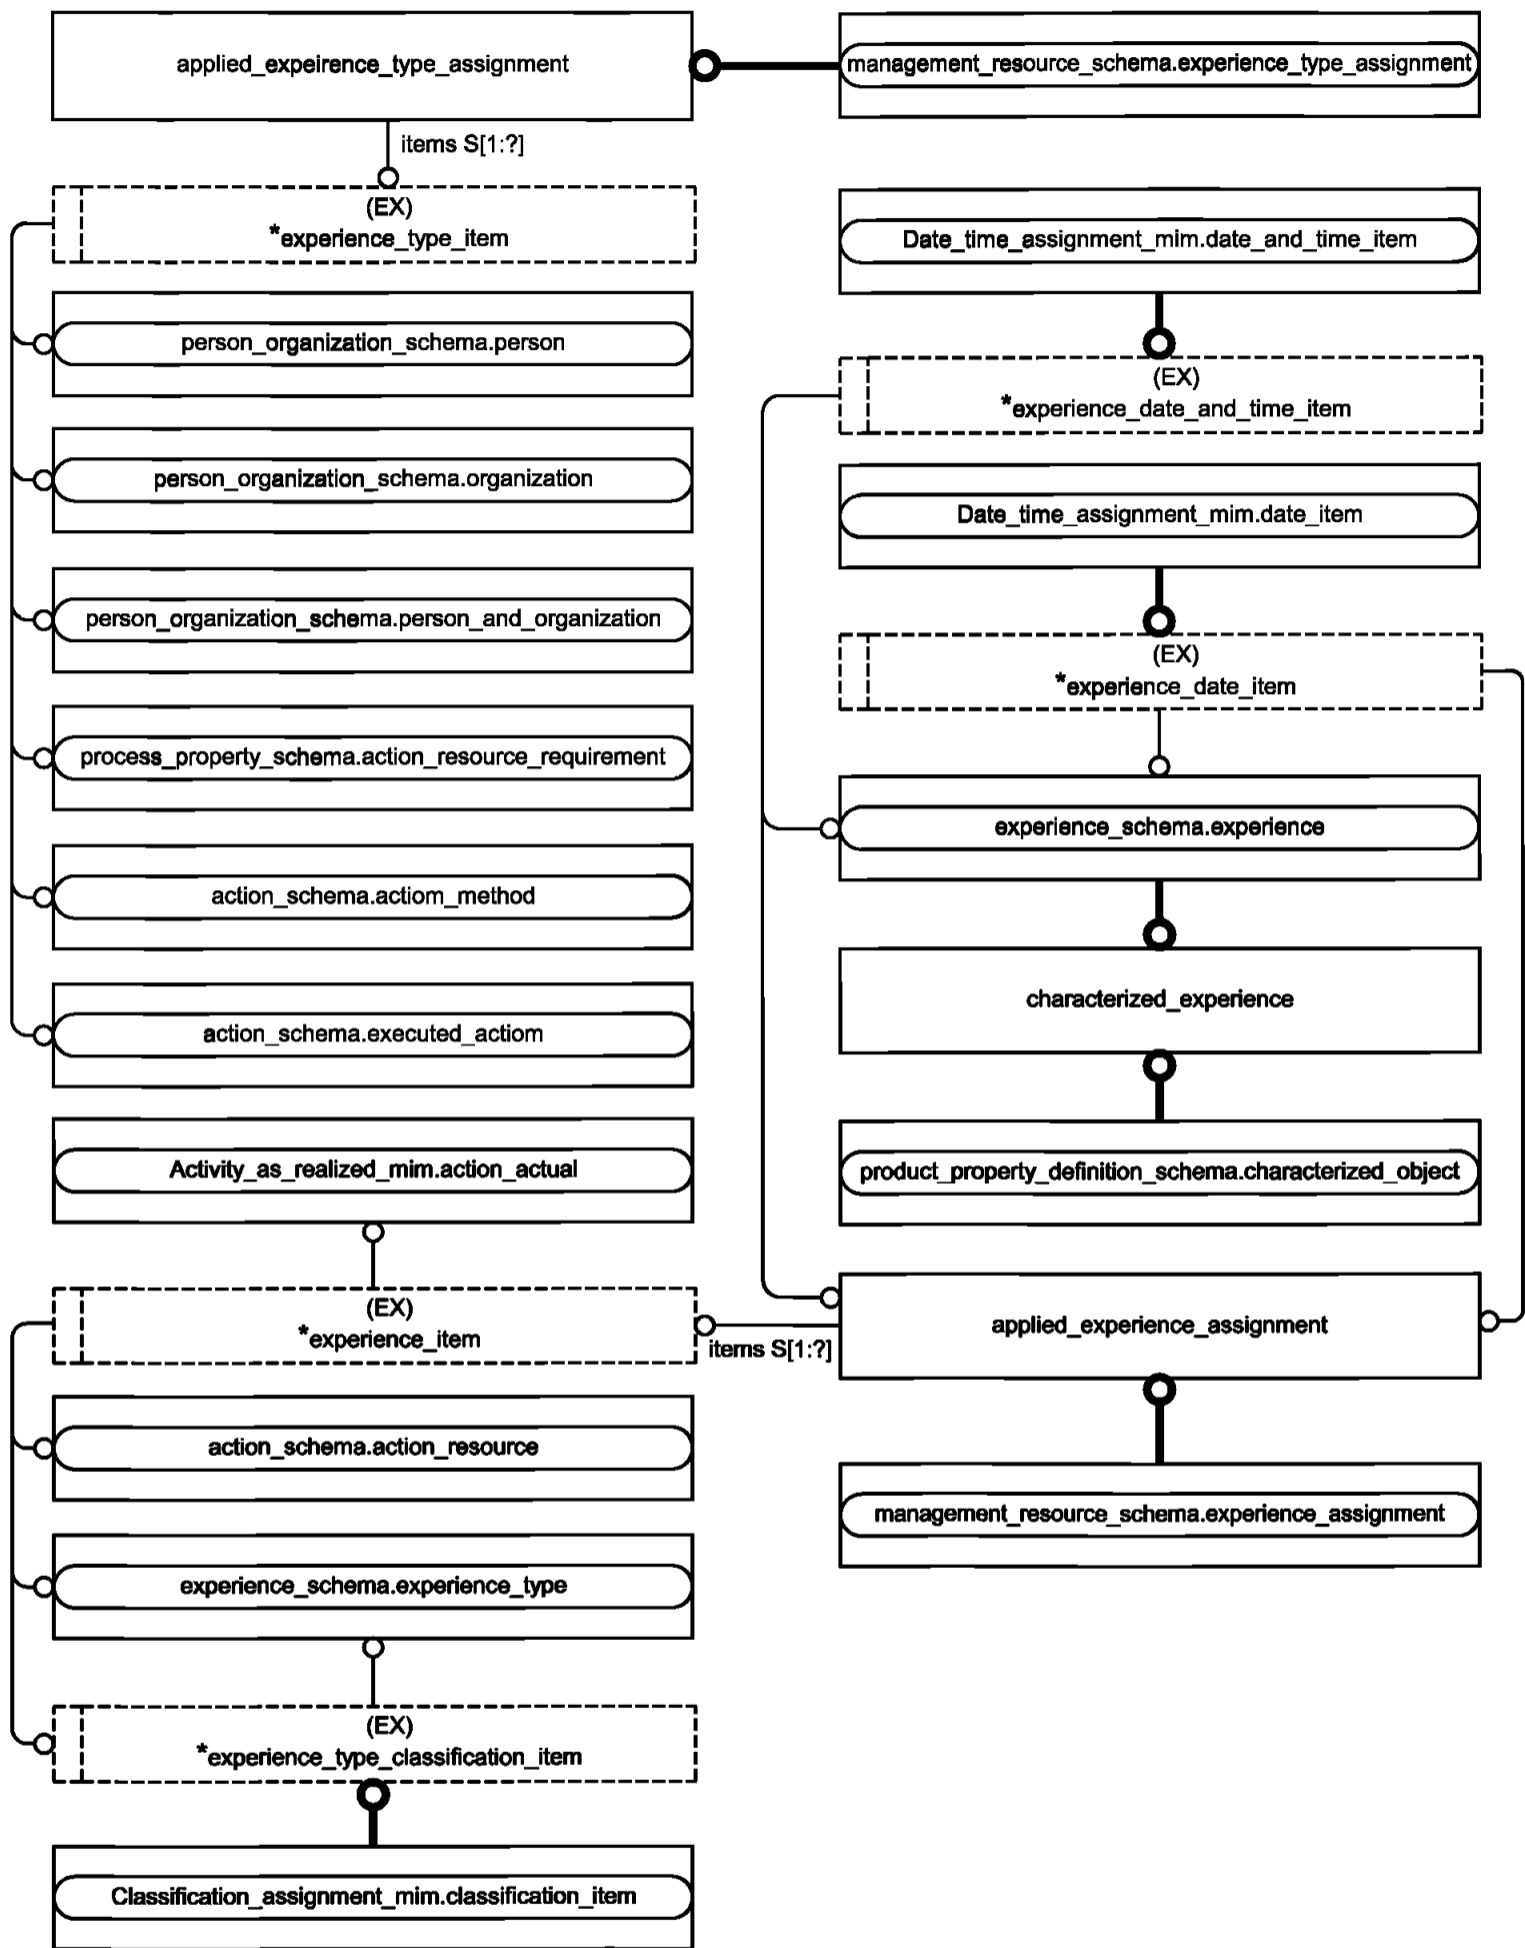 applied_expeirence_type_assignment
items S[1:?]
(EX)
*experience_type_item
person_organization_schema.person
person_organization_schema.organization
person_organization_schema.person_and_organization
process_property_schema.action_resource_requirement
action_schema.actiom_method
action_schema.executed_actiom
Activity_as_realized_mim.action_actual
(EX)
*experience_item
action_schema.action_resource
experience_schema.experience_type
(EX)
*experience_type_classification_item
Classification_assignment_mim.classification_item
management_resource_schema.experience_type_assignment
Date_time_assignment_mim.date_and_time_item
(EX)
*experience_date_and_time_item
Date_time_assignment_mim.date_item
(EX)
*experience_date_item
experience_schema.experience
characterized_experience
product_property_definition_schema.characterized_object
applied_experience_assignment
items S[1:?]
management_resource_schema.experience_assignment